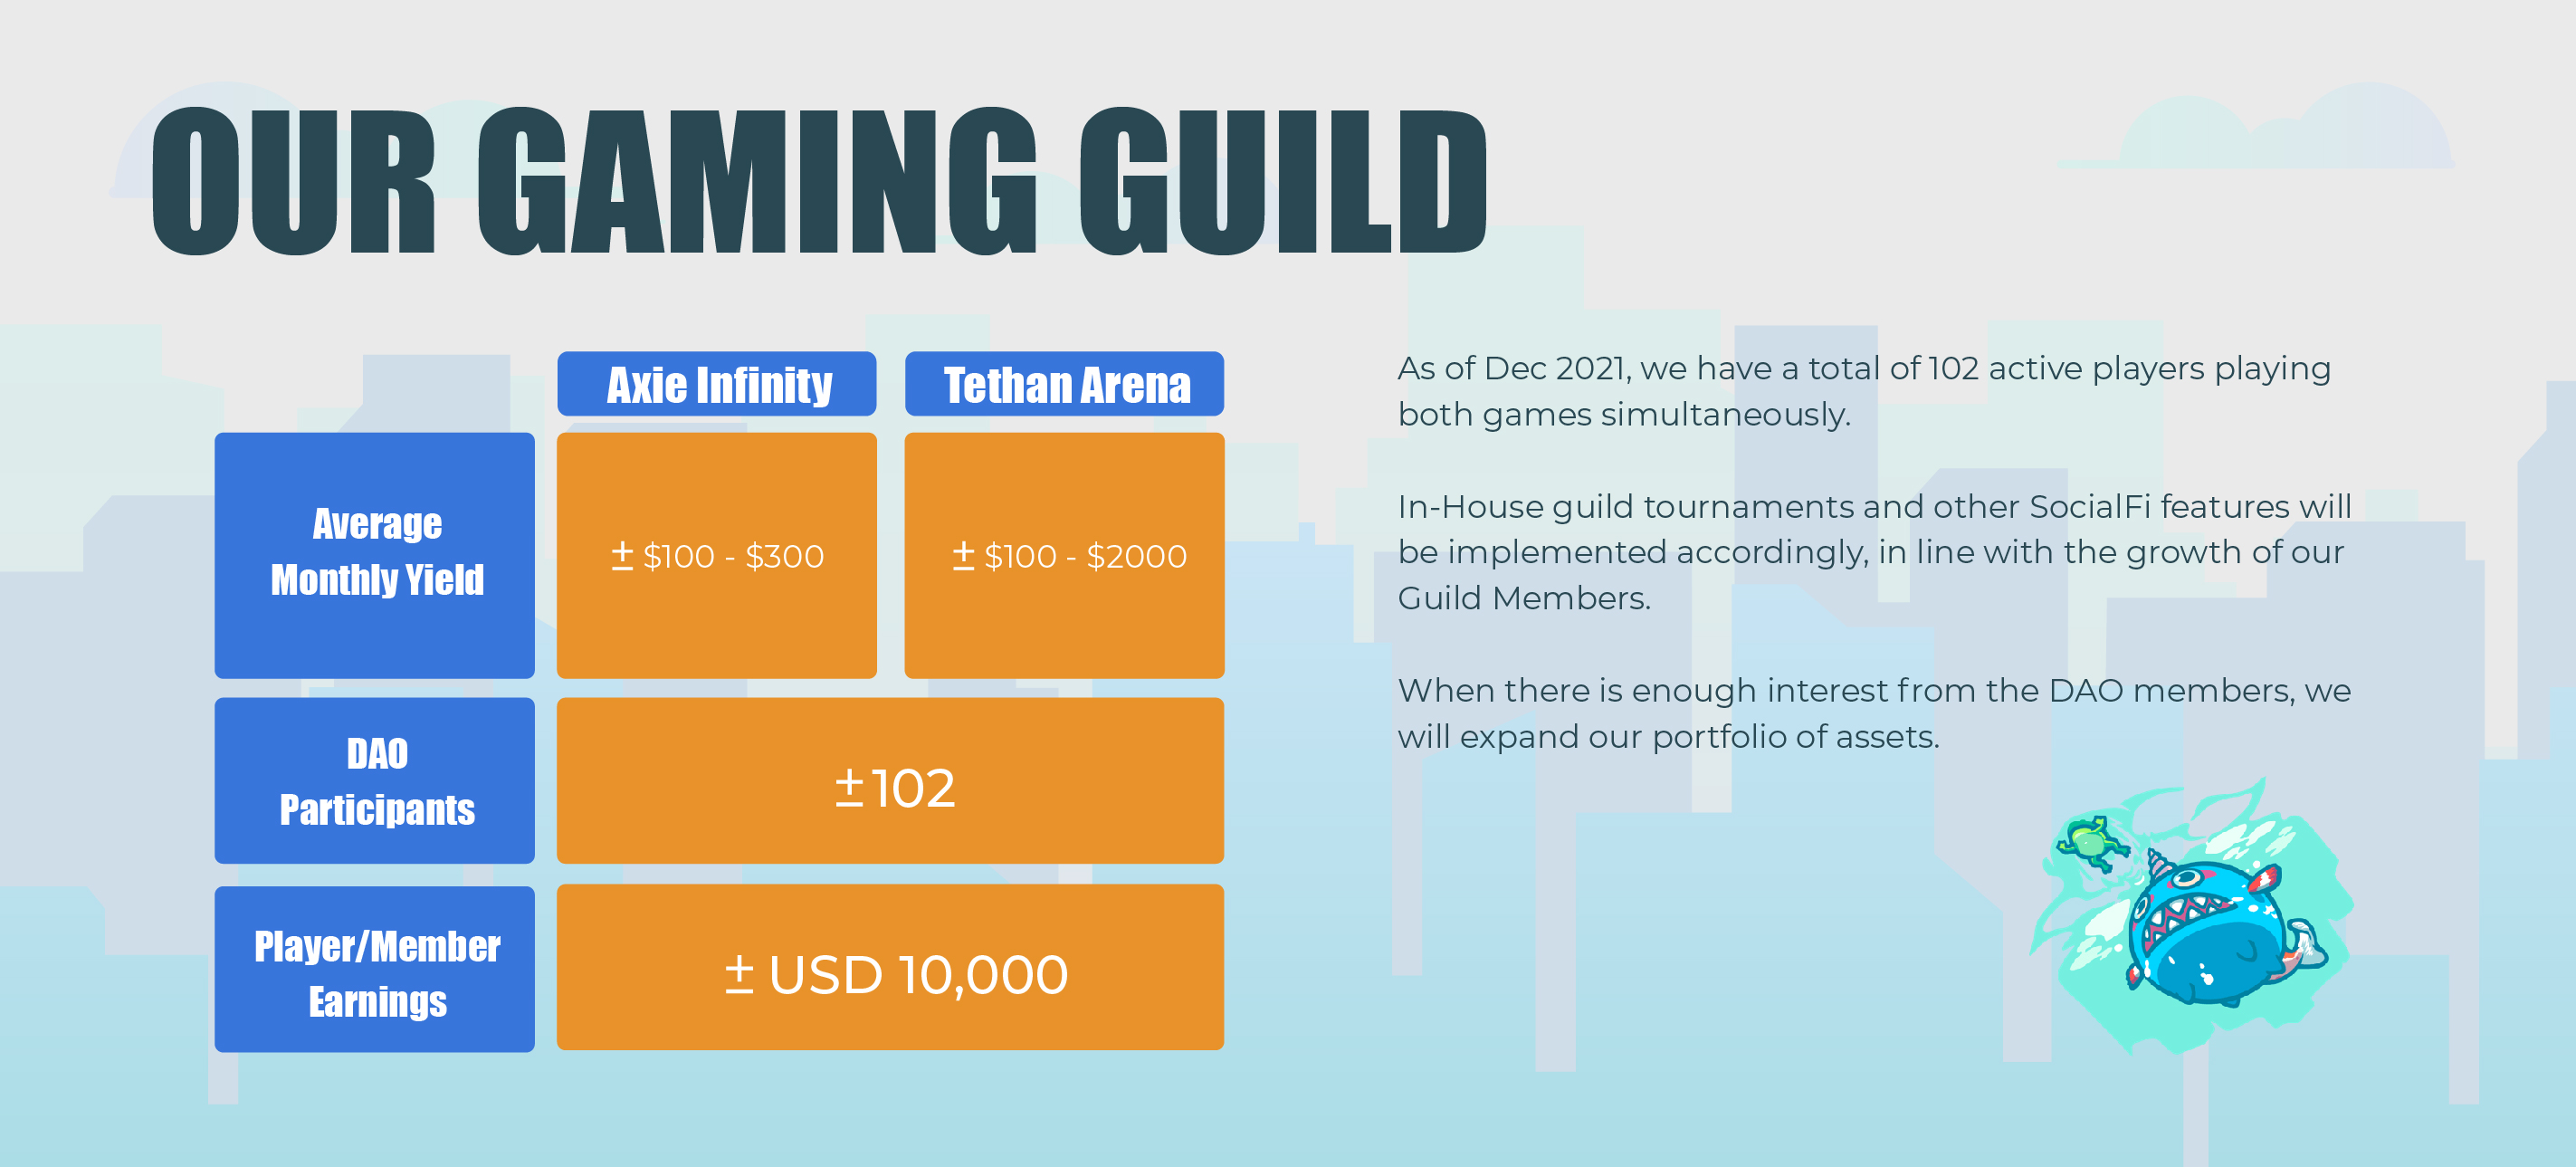 OUR GAMING GUILD
Axie Infinity
Tethan Arena
Average
Monthly Yield
± $100 - $300
± $100 - $2000
DAO
Participants
±102
Player/Member
Earnings
± USD 10,000
As of Dec 2021, we have a total of 102 active players playing
both games simultaneously.
In-House guild tournaments and other SocialFi features will
be implemented accordingly, in line with the growth of our
Guild Members.
When there is enough interest from the DAO members, we
will expand our portfolio of assets.